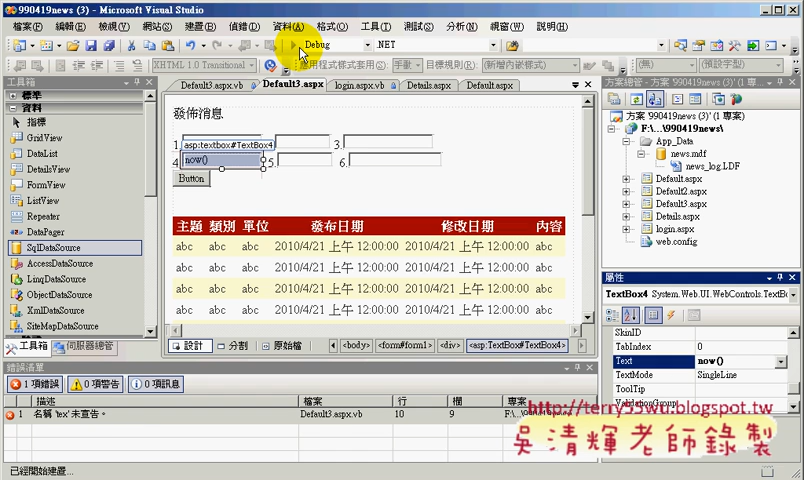 990419news - Microsoft Visual Studio
檔案(F) 編輯(E) 檢視(V) 網站(S) 建置(B) 偵錯(D) 資料(A) 格式(O) 工具(T) 測試(S) 分析(N) 視窗(W) 說明(H)
Debug .NET
XHTML 1.0 Transitional 應用程式樣式套用: 手動 目標規則: (新增內嵌樣式) (無) (預設字型)
工具箱
標準
資料
指標
GridView
DataList
DetailsView
FormView
ListView
Repeater
DataPager
SqlDataSource
AccessDataSource
LinqDataSource
ObjectDataSource
XmlDataSource
SiteMapDataSource
工具箱 伺服器總管
Default3.aspx.vb Default3.aspx login.aspx.vb Details.aspx Default.aspx
發佈消息
1. 3.
asp:textbox#TextBox4
4. now() 5. 6.
Button
主題 類別 單位 發布日期 修改日期 內容
abc abc abc 2010/4/21 上午 12:00:00 2010/4/21 上午 12:00:00 abc
abc abc abc 2010/4/21 上午 12:00:00 2010/4/21 上午 12:00:00 abc
abc abc abc 2010/4/21 上午 12:00:00 2010/4/21 上午 12:00:00 abc
abc abc abc 2010/4/21 上午 12:00:00 2010/4/21 上午 12:00:00 abc
設計 分割 原始檔 <body> <form#form1> <div> <asp:TextBox#TextBox4>
方案總管 - 方案 '990419news (3)' (1 ...
方案 '990419news (3)' (1 個
F:\...\990419news\
App_Data
news.mdf
news_log.LDF
Default.aspx
Default2.aspx
Default3.aspx
Details.aspx
login.aspx
web.config
屬性
TextBox4 System.Web.UI.WebControls.TextBo
SkinID
TabIndex 0
Text now()
TextMode SingleLine
ToolTip
ValidationGroup
錯誤清單
1 項錯誤 0 項警告 0 項訊息
描述 檔案 行 欄 專案
1 名稱 'tex' 未宣告。 Default3.aspx.vb 10 9
http://terry55wu.blogspot.tw
吳清輝老師錄製
已經開始建置...